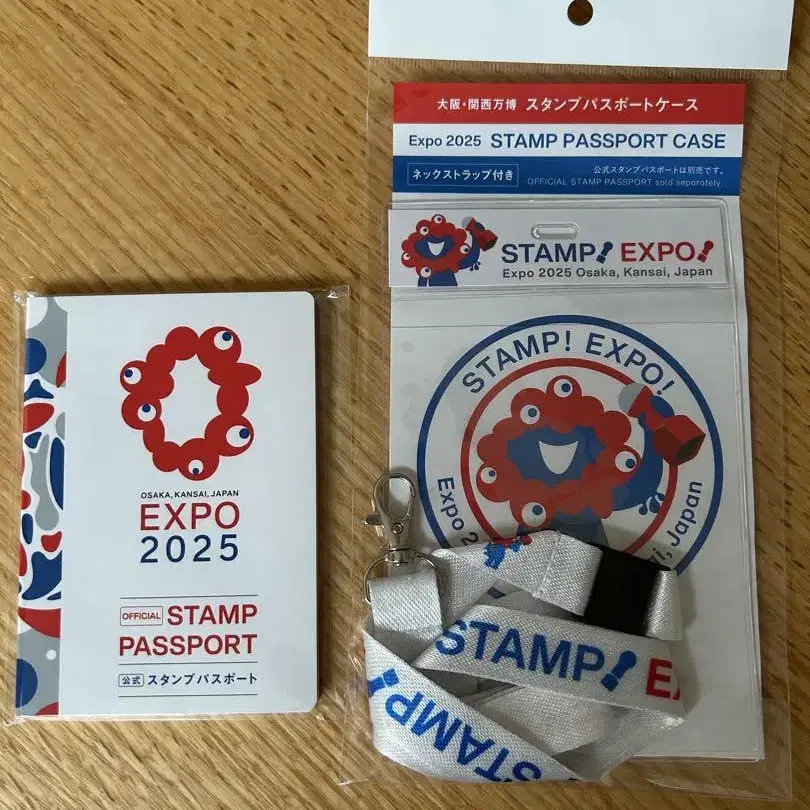 OSAKA, KANSAI, JAPAN
EXPO
2025
OFFICIAL STAMP
PASSPORT
公式 スタンプパスポート
大阪・関西万博 スタンプパスポートケース
Expo 2025 STAMP PASSPORT CASE
ネックストラップ付き
公式スタンプパスポートは別売です。
OFFICIAL STAMP PASSPORT sold separately.
STAMP! EXPO!
Expo 2025 Osaka, Kansai, Japan
STAMP! EXPO!
Expo 2
ai, Japan
STAMP! E
STAMP!